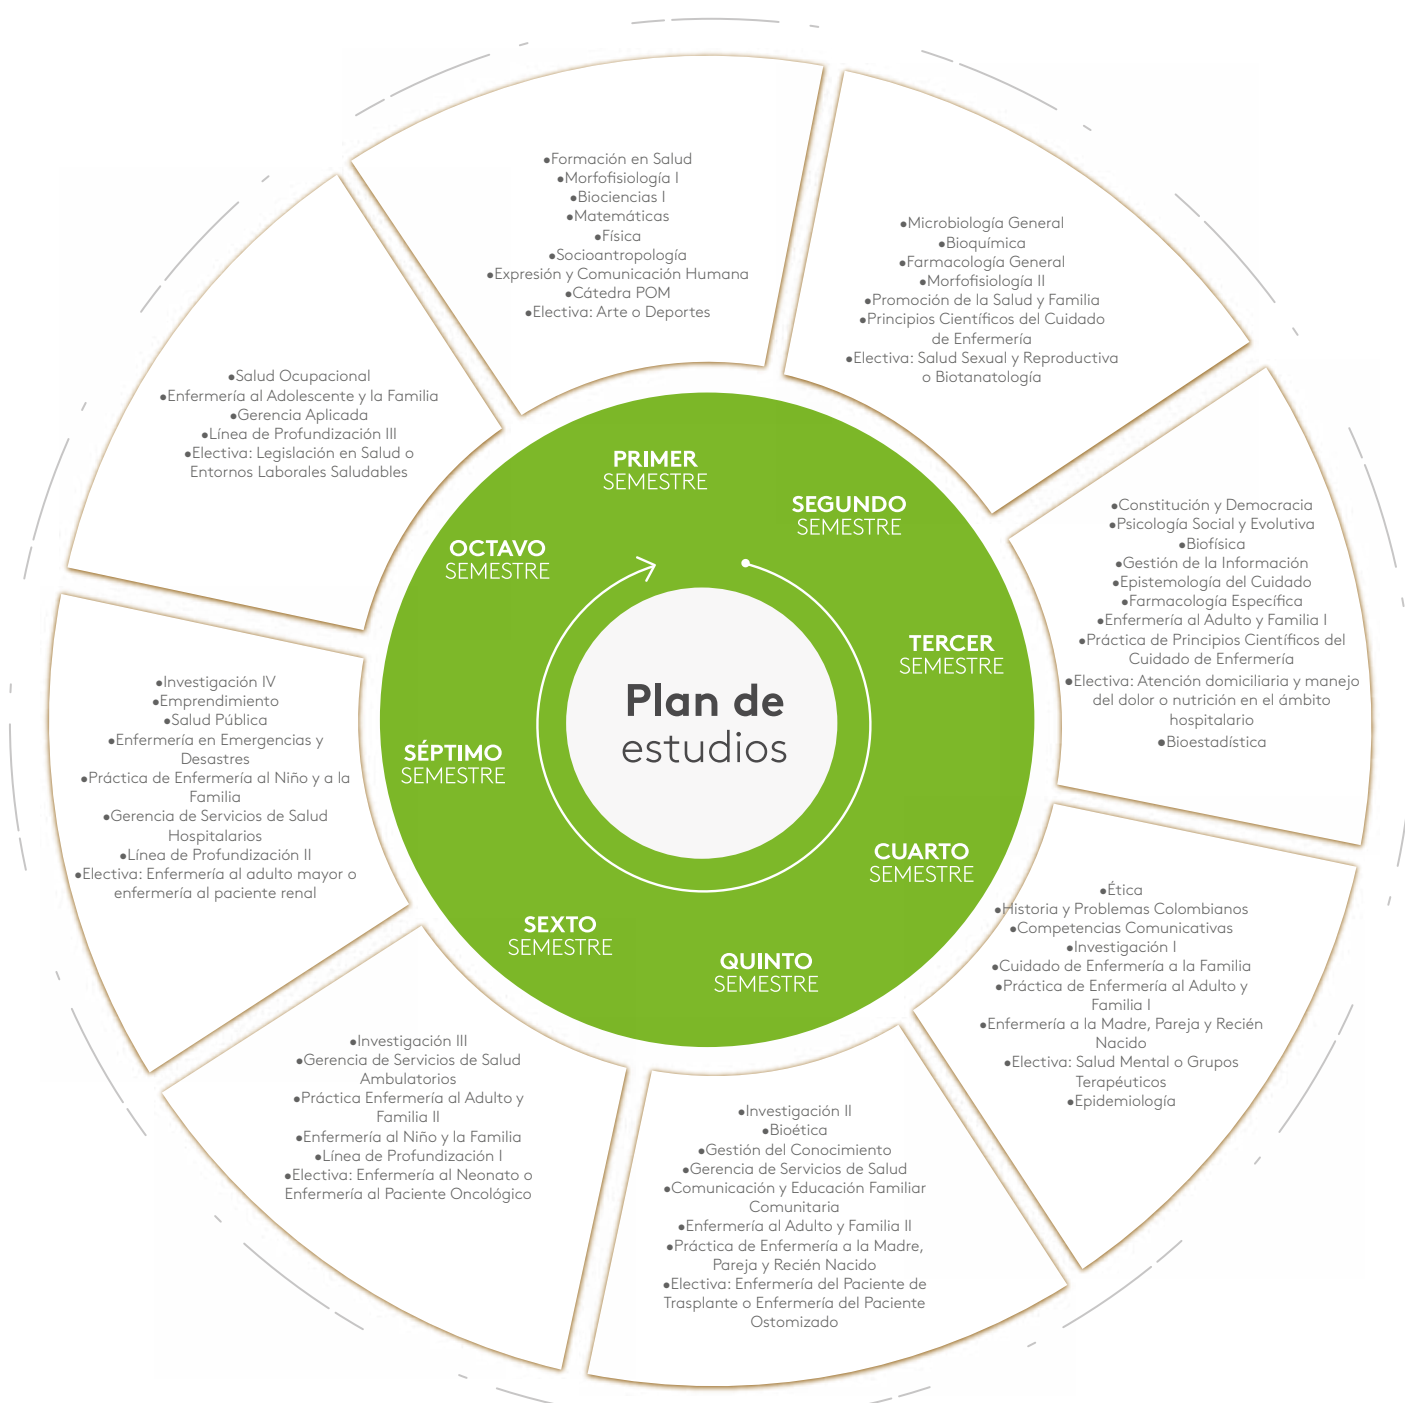 Plan de
estudios
PRIMER
SEMESTRE
●Formación en Salud
●Morfofisiología I
●Biociencias I
●Matemáticas
●Física
●Socioantropología
●Expresión y Comunicación Humana
●Cátedra POM
●Electiva: Arte o Deportes
SEGUNDO
SEMESTRE
●Microbiología General
●Bioquímica
●Farmacología General
●Morfofisiología II
●Promoción de la Salud y Familia
●Principios Científicos del Cuidado
de Enfermería
●Electiva: Salud Sexual y Reproductiva
o Biotanatología
TERCER
SEMESTRE
●Constitución y Democracia
●Psicología Social y Evolutiva
●Biofísica
●Gestión de la Información
●Epistemología del Cuidado
●Farmacología Específica
●Enfermería al Adulto y Familia I
●Práctica de Principios Científicos del
Cuidado de Enfermería
●Electiva: Atención domiciliaria y manejo
del dolor o nutrición en el ámbito
hospitalario
●Bioestadística
CUARTO
SEMESTRE
●Ética
●Historia y Problemas Colombianos
●Competencias Comunicativas
●Investigación I
●Cuidado de Enfermería a la Familia
●Práctica de Enfermería al Adulto y
Familia I
●Enfermería a la Madre, Pareja y Recién
Nacido
●Electiva: Salud Mental o Grupos
Terapéuticos
●Epidemiología
QUINTO
SEMESTRE
●Investigación II
●Bioética
●Gestión del Conocimiento
●Gerencia de Servicios de Salud
●Comunicación y Educación Familiar
Comunitaria
●Enfermería al Adulto y Familia II
●Práctica de Enfermería a la Madre,
Pareja y Recién Nacido
●Electiva: Enfermería del Paciente de
Trasplante o Enfermería del Paciente
Ostomizado
SEXTO
SEMESTRE
●Investigación III
●Gerencia de Servicios de Salud
Ambulatorios
●Práctica Enfermería al Adulto y
Familia II
●Enfermería al Niño y la Familia
●Línea de Profundización I
●Electiva: Enfermería al Neonato o
Enfermería al Paciente Oncológico
SÉPTIMO
SEMESTRE
●Investigación IV
●Emprendimiento
●Salud Pública
●Enfermería en Emergencias y
Desastres
●Práctica de Enfermería al Niño y a la
Familia
●Gerencia de Servicios de Salud
Hospitalarios
●Línea de Profundización II
●Electiva: Enfermería al adulto mayor o
enfermería al paciente renal
OCTAVO
SEMESTRE
●Salud Ocupacional
●Enfermería al Adolescente y la Familia
●Gerencia Aplicada
●Línea de Profundización III
●Electiva: Legislación en Salud o
Entornos Laborales Saludables